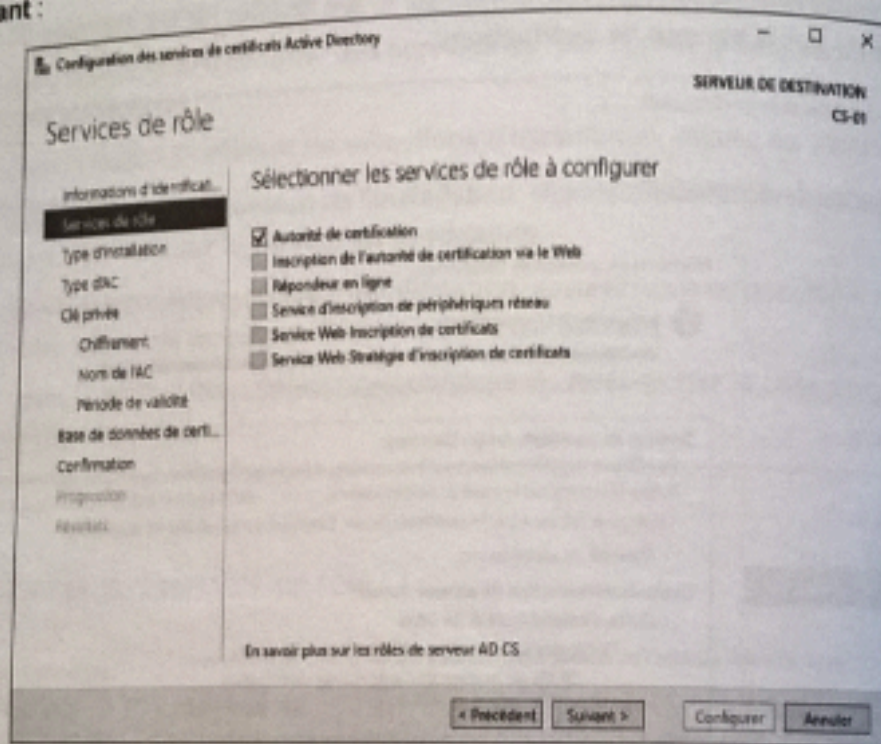 ant :
Configuration des services de certificats Active Directory
SERVEUR DE DESTINATION
CS-01
Services de rôle
Informations d'identificat...
Services de rôle
Type d'installation
Type d'AC
Clé privée
Chiffrement
Nom de l'AC
Période de validité
Base de données de certi...
Confirmation
Progression
Résultats
Sélectionner les services de rôle à configurer
Autorité de certification
Inscription de l'autorité de certification via le Web
Répondeur en ligne
Service d'inscription de périphériques réseau
Service Web Inscription de certificats
Service Web Stratégie d'inscription de certificats
En savoir plus sur les rôles de serveur AD CS
< Précédent
Suivant >
Configurer
Annuler